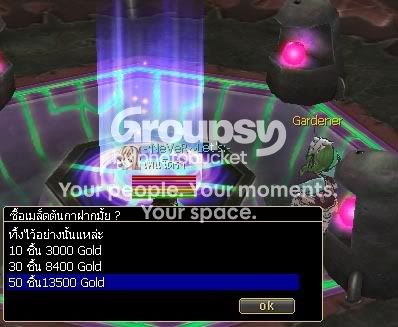 Gardener
Groupsy
photobucket
Your people. Your moments.
Your space.
ซื้อเมล็ดต้นกาฝากมั้ย ?
ทิ้งไว้อย่างนั้นแหล่ะ
10 ชิ้น 3000 Gold
30 ชิ้น 8400 Gold
50 ชิ้น13500 Gold
ok